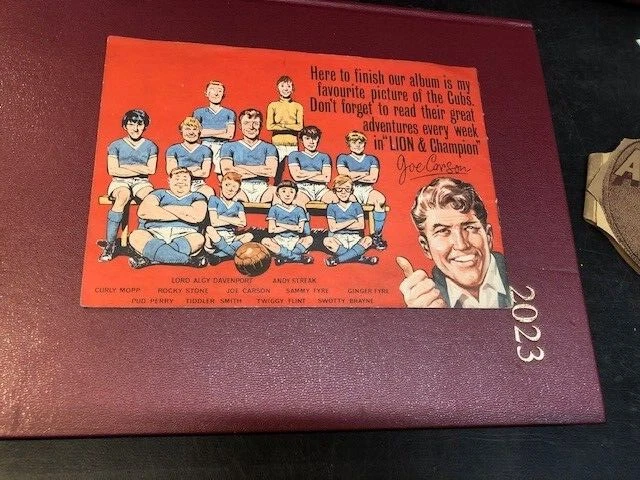 Here to finish our album is my
favourite picture of the Cubs.
Don't forget to read their great
adventures every week
in "LION & Champion"
Joe Carson
LORD ALGY DAVENPORT ANDY STREAK
CURLY MOPP ROCKY STONE JOE CARSON SAMMY FYRE GINGER FYRE
PUD PERRY TIDDLER SMITH TWIGGY FLINT SWOTTY BRAYNE
2023